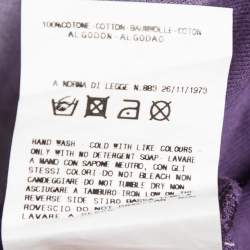 100%COTONE-COTTON-BAUMWOLLE-COTON
ALGODON-ALGODAO
A NORMA DI LEGGE N.883 26/11/1973
HAND WASH - COLD WITH LIKE COLOURS
ONLY WITH NO DETERGENT SOAP- LAVARE
A MANO CON SAPONE NEUTRO, CON GLI
STESSI COLORI DO NOT BLEACH NON
CANDEGGIARE DO NOT TUMBLE DRY NON
ASCIUGARE A TAMBURO IRON LOW ON
REVERSE SIDE STIRO BA
ROVESCIO DO NOT
LAVARE A